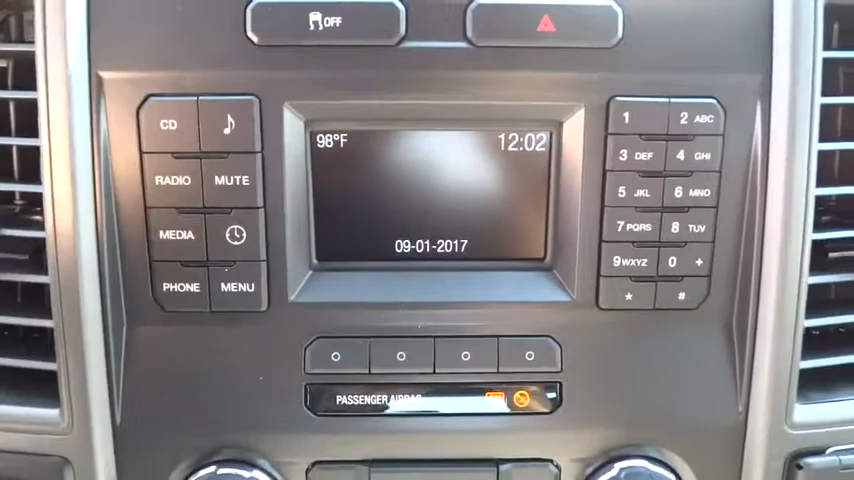 OFF
CD
RADIO MUTE
MEDIA
PHONE MENU
98°F 12:02
09-01-2017
1 2 ABC
3 DEF 4 GHI
5 JKL 6 MNO
7 PQRS 8 TUV
9 WXYZ 0 +
* #
PASSENGER AIRBAG OFF